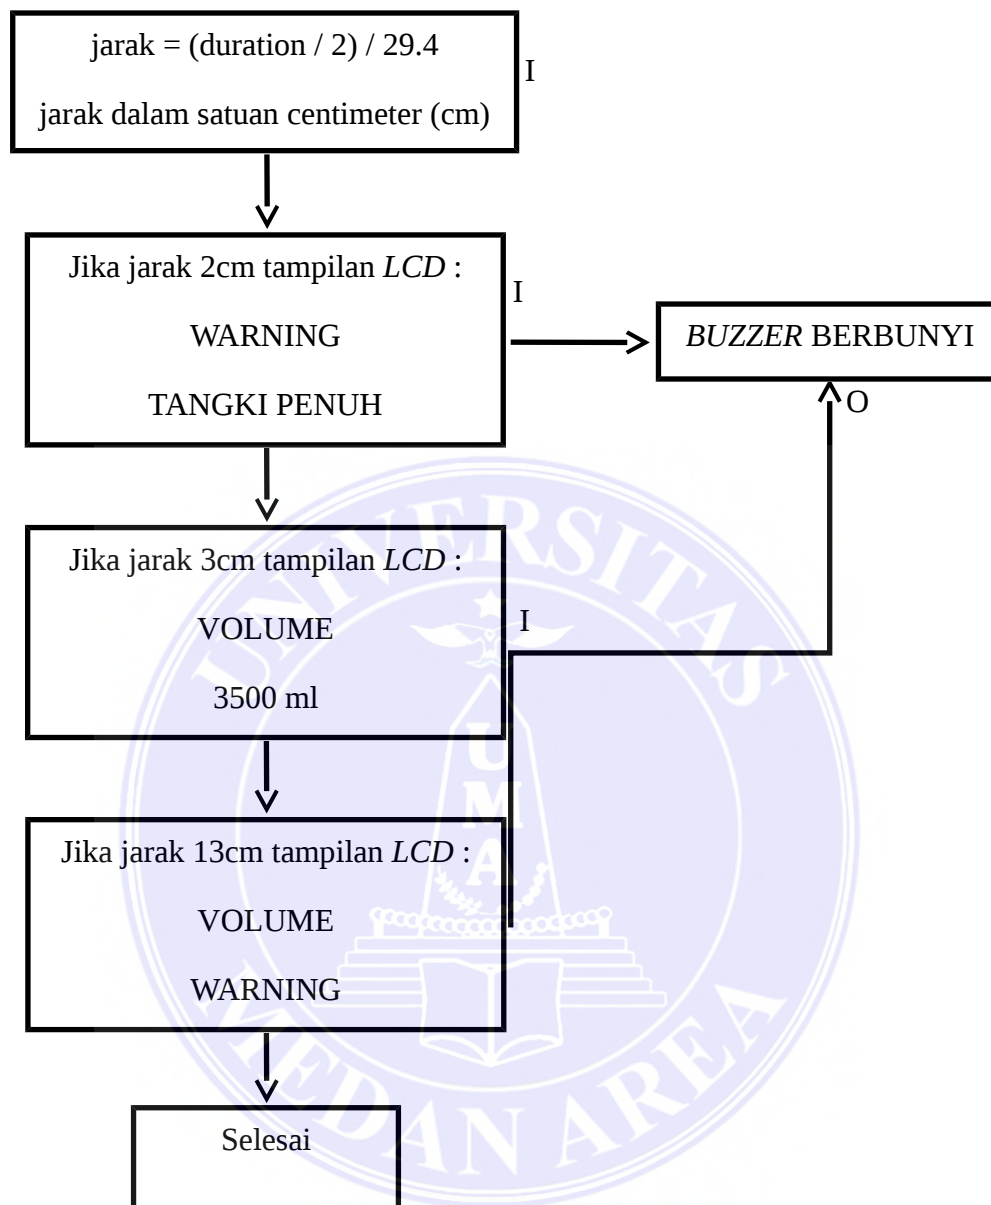 jarak = (duration / 2) / 29.4
I
jarak dalam satuan centimeter (cm)
Jika jarak 2cm tampilan LCD :
I
WARNING
TANGKI PENUH
BUZZER BERBUNYI
O
Jika jarak 3cm tampilan LCD :
VOLUME
I
3500 ml
Jika jarak 13cm tampilan LCD :
VOLUME
WARNING
Selesai
UNIVERSITAS
MEDAN AREA
U
M
A